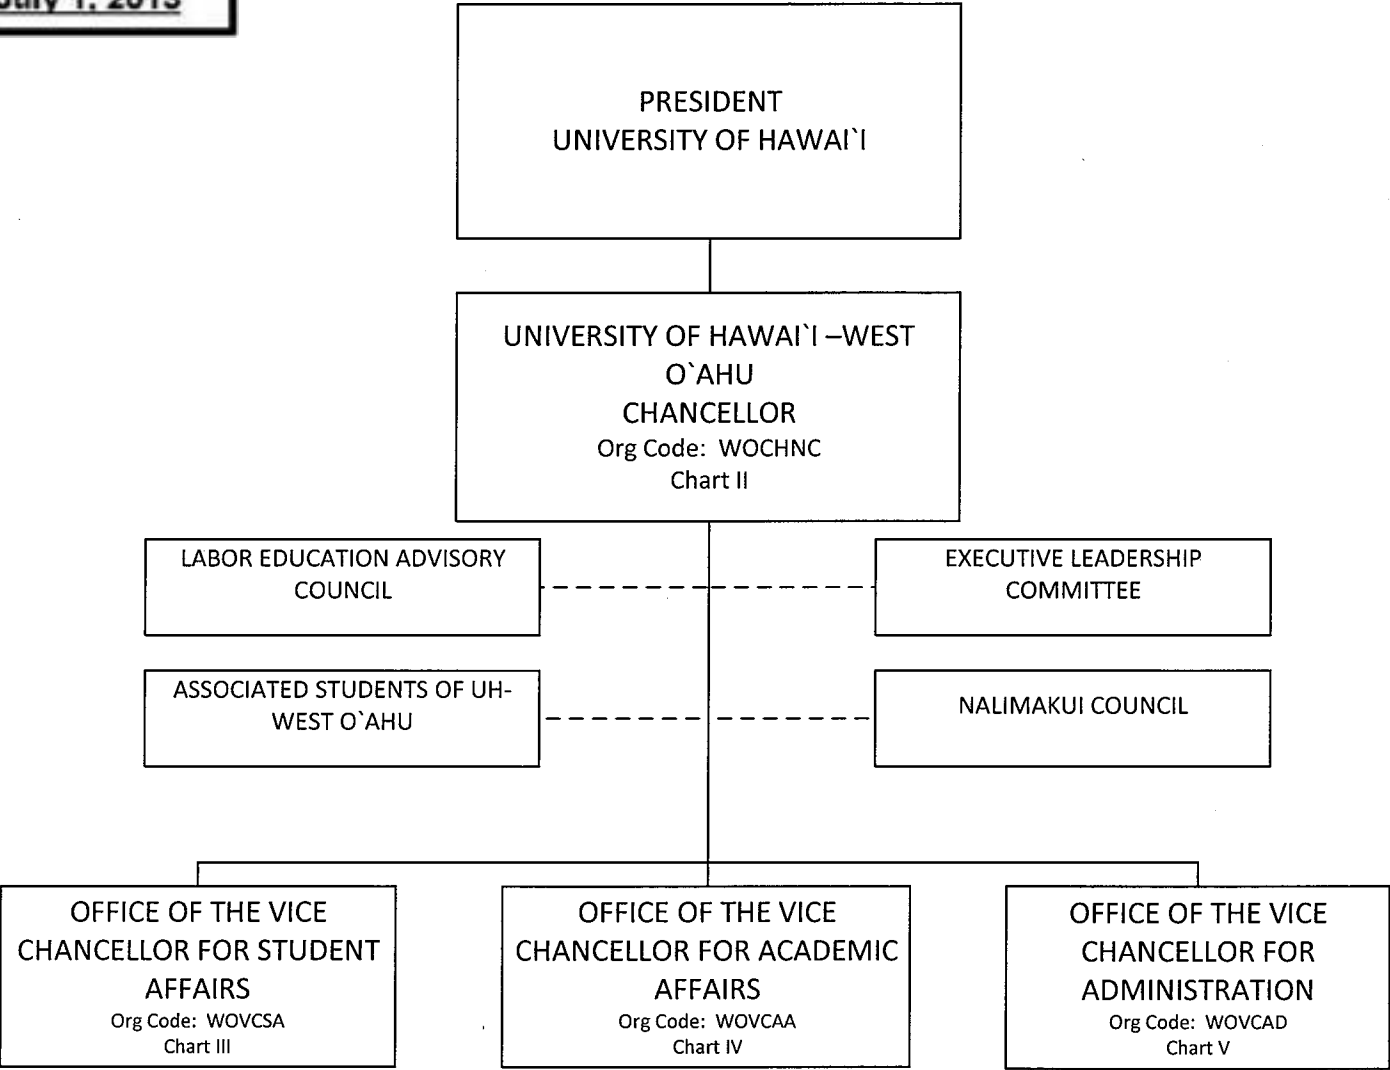 July 1, 2013
PRESIDENT
UNIVERSITY OF HAWAI`I
UNIVERSITY OF HAWAI`I –WEST
O`AHU
CHANCELLOR
Org Code: WOCHNC
Chart II
LABOR EDUCATION ADVISORY
COUNCIL
EXECUTIVE LEADERSHIP
COMMITTEE
ASSOCIATED STUDENTS OF UH-
WEST O`AHU
NALIMAKUI COUNCIL
OFFICE OF THE VICE
CHANCELLOR FOR STUDENT
AFFAIRS
Org Code: WOVCSA
Chart III
OFFICE OF THE VICE
CHANCELLOR FOR ACADEMIC
AFFAIRS
Org Code: WOVCAA
Chart IV
OFFICE OF THE VICE
CHANCELLOR FOR
ADMINISTRATION
Org Code: WOVCAD
Chart V